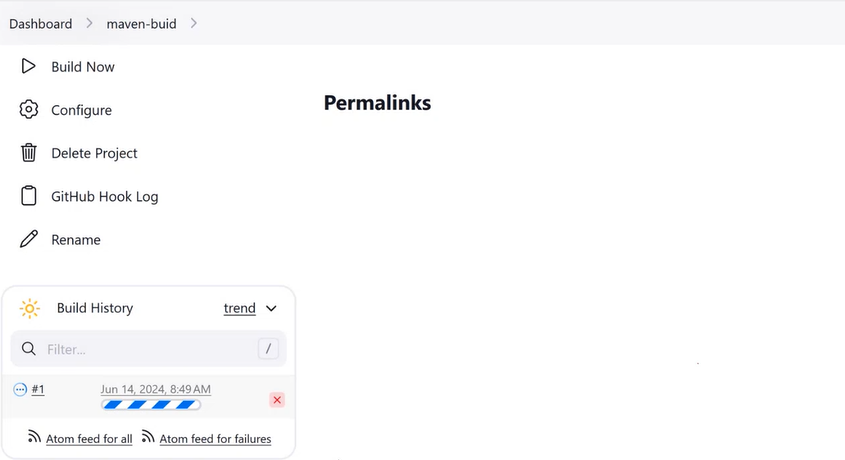 Dashboard > maven-buid >
Build Now
Configure
Delete Project
GitHub Hook Log
Rename
Permalinks
Build History trend
Filter... /
#1 Jun 14, 2024, 8:49 AM
Atom feed for all Atom feed for failures